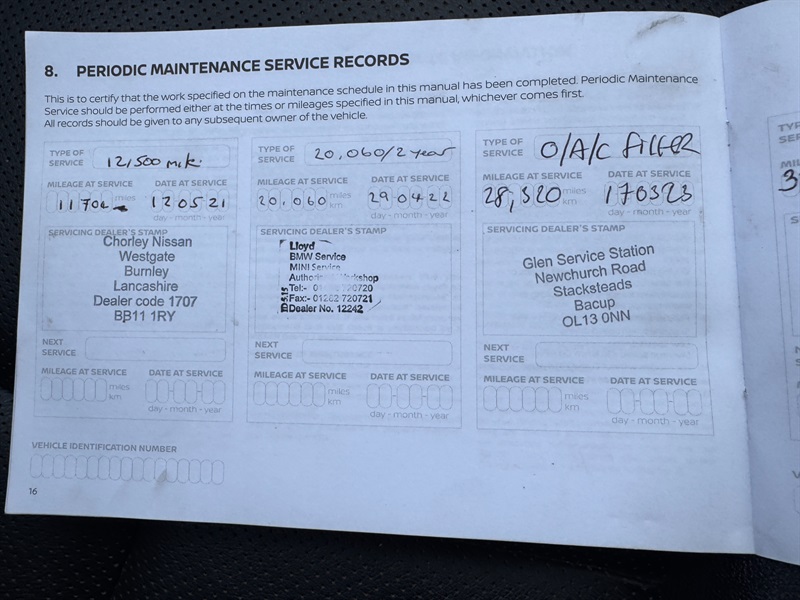 8. PERIODIC MAINTENANCE SERVICE RECORDS
This is to certify that the work specified on the maintenance schedule in this manual has been completed. Periodic Maintenance
Service should be performed either at the times or mileages specified in this manual, whichever comes first.
All records should be given to any subsequent owner of the vehicle.
TYPE OF
SERVICE
12,500 mile.
MILEAGE AT SERVICE DATE AT SERVICE
miles 120521
day - month - year
SERVICING DEALER'S STAMP
Chorley Nissan
Westgate
Burnley
Lancashire
Dealer code 1707
BB11 1RY
NEXT
SERVICE
MILEAGE AT SERVICE DATE AT SERVICE
miles
km
day - month - year
TYPE OF
SERVICE
20,060/2 year
MILEAGE AT SERVICE DATE AT SERVICE
20,060 miles
km
290422
day - month - year
SERVICING DEALER'S STAMP
Lloyd
BMW Service
MINI Service
Tel:- 720720
Fax:- 01282 720721
Dealer No. 12242
NEXT
SERVICE
MILEAGE AT SERVICE DATE AT SERVICE
miles
km
day - month - year
TYPE OF
SERVICE
O/A/C FILTER
MILEAGE AT SERVICE DATE AT SERVICE
28,320 miles
km
170323
day - month - year
SERVICING DEALER'S STAMP
Glen Service Station
Newchurch Road
Stacksteads
Bacup
OL13 0NN
NEXT
SERVICE
MILEAGE AT SERVICE DATE AT SERVICE
miles
km
day - month - year
VEHICLE IDENTIFICATION NUMBER
16